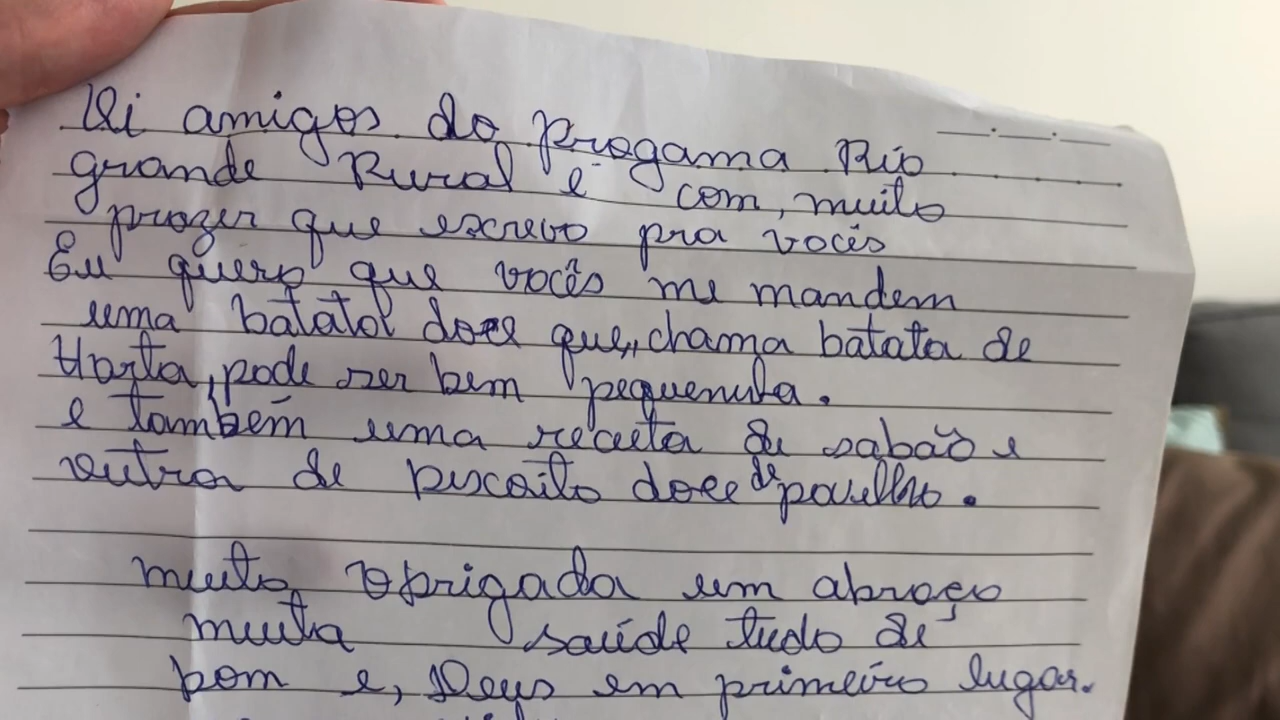 Oi amigos do progama Rio
grande Rural é com, muito
prazer que escrevo pra vocês
Eu quero que vocês me mandem
uma batata doce que,, chama batata de
Horta, pode ser bem pequenina.
e também uma receita de sabão e
outra de biscoito doce de polvilho.
muito obrigada um abraço
muita saúde tudo de
bom e, Deus em primeiro lugar.